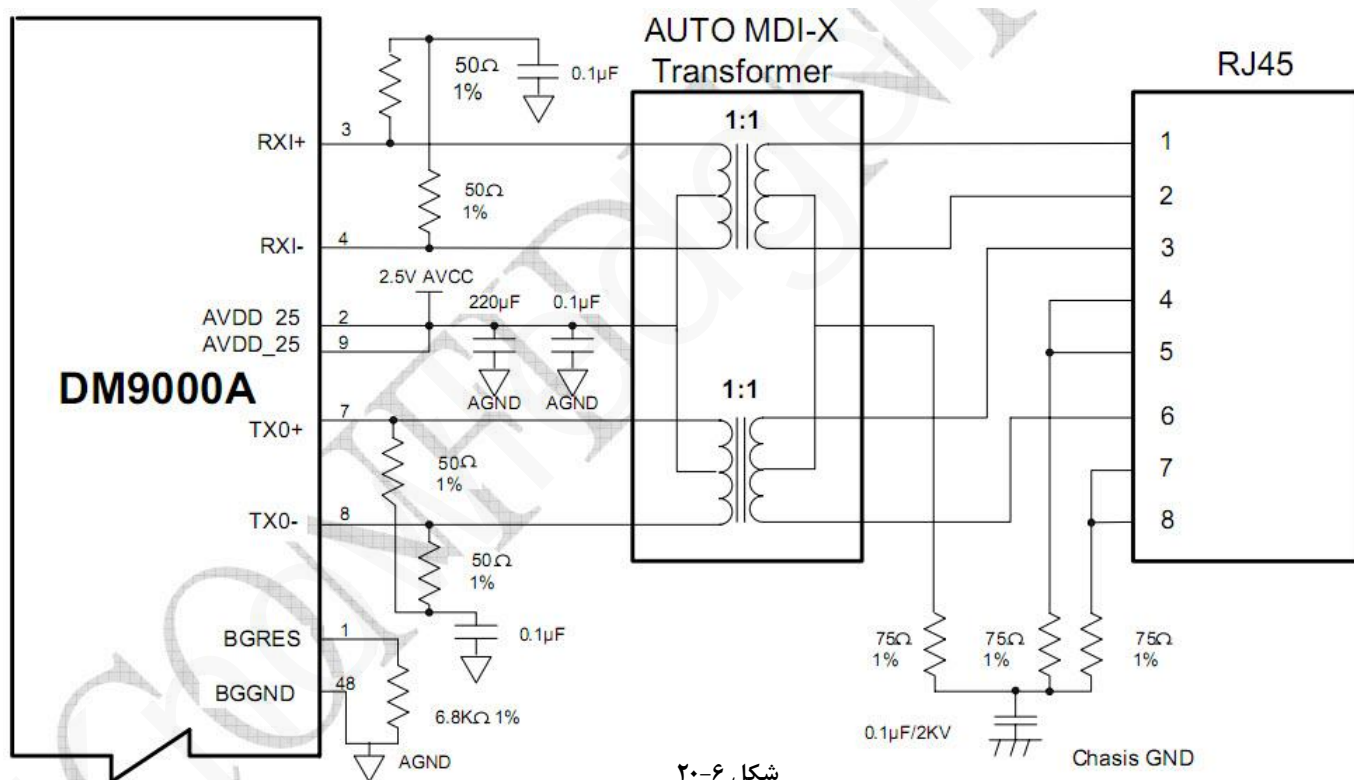 AUTO MDI-X
Transformer
RJ45
50Ω
1%
0.1µF
1:1
RXI+
3
1
2
50Ω
1%
RXI-
4
3
2.5V AVCC
4
220µF
0.1µF
AVDD_25
2
AVDD_25
9
5
DM9000A
AGND
AGND
1:1
TX0+
7
6
50Ω
1%
7
TX0-
8
8
50Ω
1%
BGRES
1
0.1µF
75Ω
1%
75Ω
1%
75Ω
1%
BGGND
48
6.8KΩ 1%
0.1µF/2KV
AGND
Chasis GND
شکل ۶-۲۰